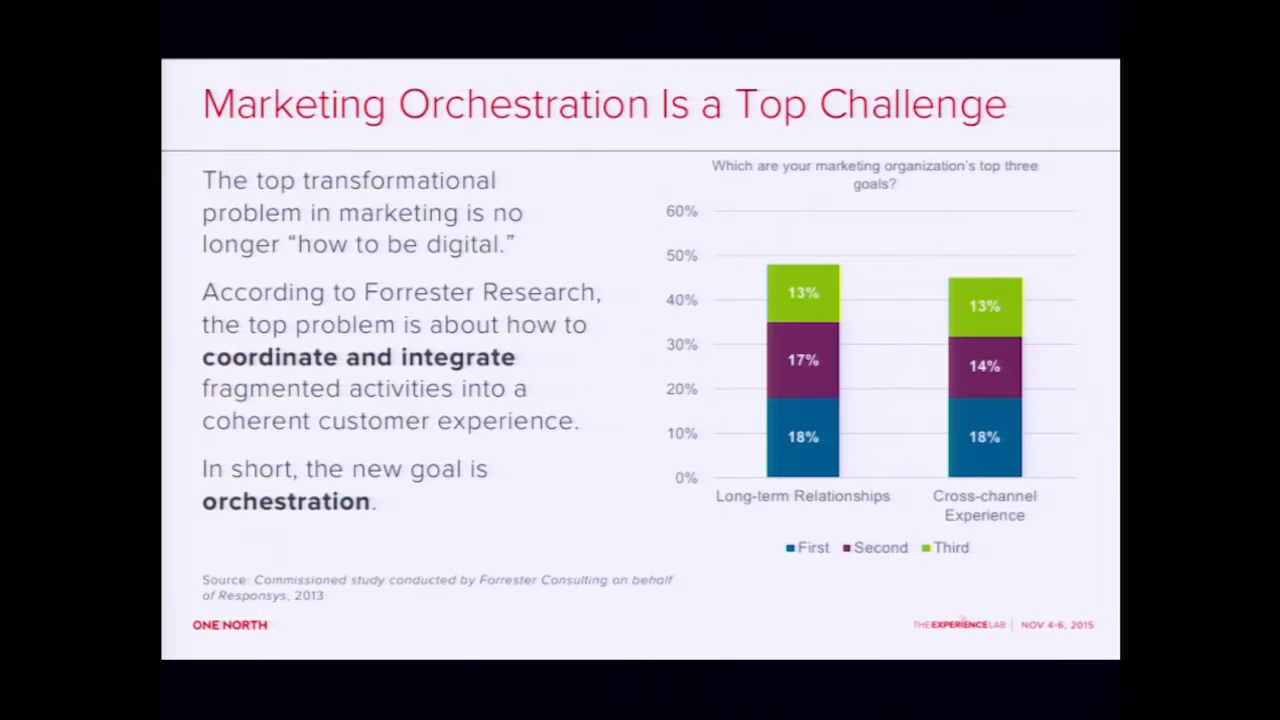 Marketing Orchestration Is a Top Challenge
The top transformational
problem in marketing is no
longer “how to be digital.”
According to Forrester Research,
the top problem is about how to
coordinate and integrate
fragmented activities into a
coherent customer experience.
In short, the new goal is
orchestration.
Source: Commissioned study conducted by Forrester Consulting on behalf
of Responsys, 2013
Which are your marketing organization's top three
goals?
60%
50%
40%
30%
20%
10%
0%
13%
17%
18%
13%
14%
18%
Long-term Relationships
Cross-channel
Experience
First Second Third
ONE NORTH
THE EXPERIENCE LAB | NOV 4-6, 2015